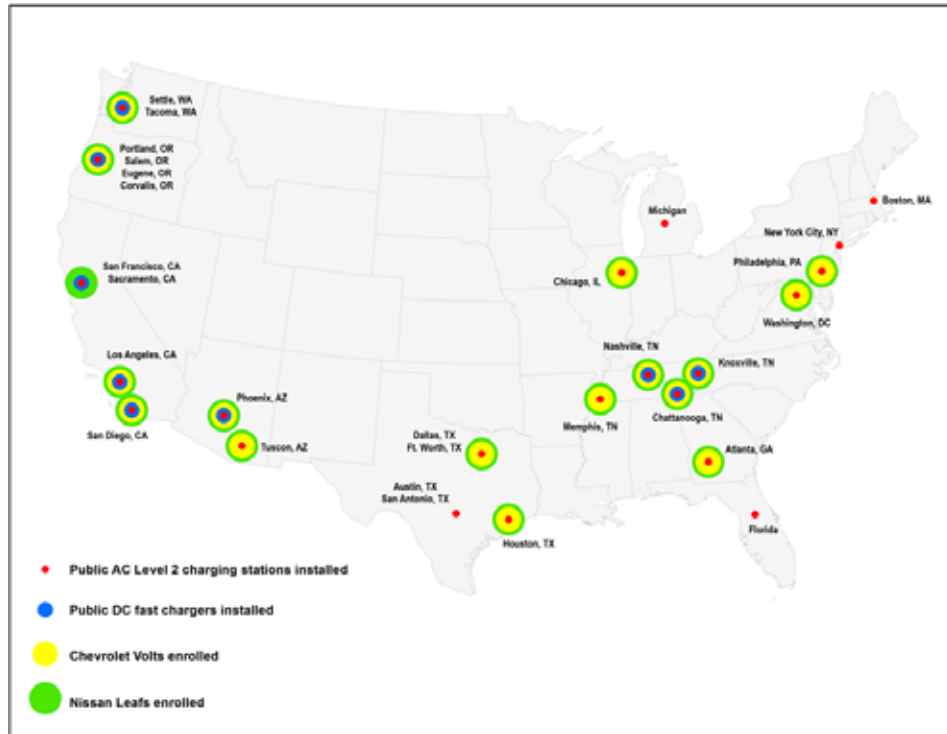 Settle, WA
Tacoma, WA
Portland, OR
Salem, OR
Eugene, OR
Corvalis, OR
San Francisco, CA
Sacramento, CA
Los Angeles, CA
San Diego, CA
Phoenix, AZ
Tuscon, AZ
Dallas, TX
Ft. Worth, TX
Austin, TX
San Antonio, TX
Houston, TX
Michigan
Chicago, IL
Boston, MA
New York City, NY
Philadelphia, PA
Washington, DC
Nashville, TN
Knosville, TN
Memphis, TN
Chattanooga, TN
Atlanta, GA
Florida
Public AC Level 2 charging stations installed
Public DC fast chargers installed
Chevrolet Volts enrolled
Nissan Leafs enrolled